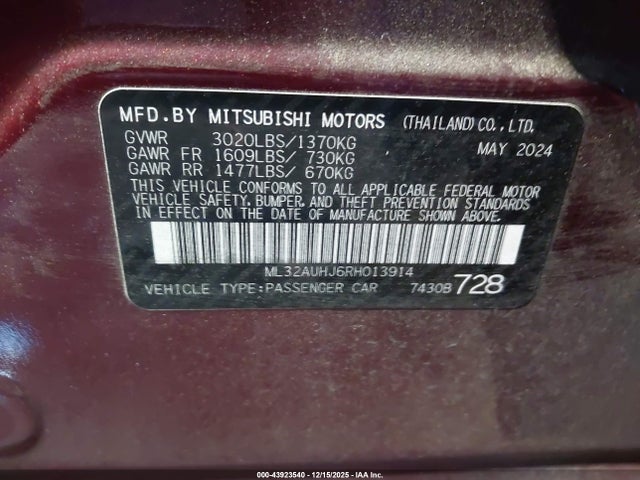 MFD.BY MITSUBISHI MOTORS (THAILAND)CO.,LTD.
GVWR 3020LBS/1370KG MAY 2024
GAWR FR 1609LBS/ 730KG
GAWR RR 1477LBS/ 670KG
THIS VEHICLE CONFORMS TO ALL APPLICABLE FEDERAL MOTOR
VEHICLE SAFETY, BUMPER, AND THEFT PREVENTION STANDARDS
IN EFFECT ON THE DATE OF MANUFACTURE SHOWN ABOVE.
ML32AUHJ6RH013914
VEHICLE TYPE:PASSENGER CAR 7430B 728
000-43923540 - 12/15/2025 - IAA Inc.